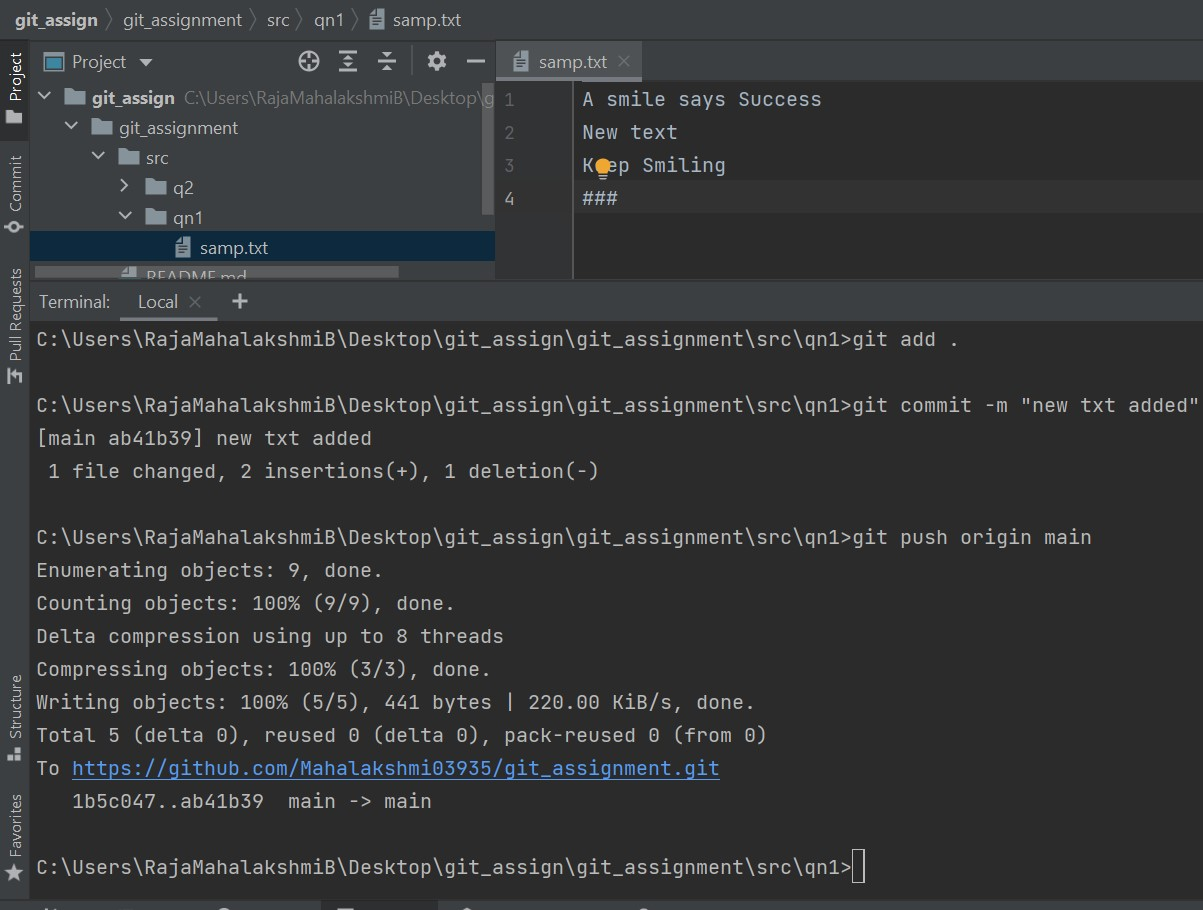 git_assign 〉 git_assignment 〉 src 〉 qn1 〉 samp.txt
Project
samp.txt
Project
Commit
Pull Requests
Structure
Favorites
git_assign C:\Users\RajaMahalakshmiB\Desktop\g
git_assignment
src
q2
qn1
samp.txt
README.md
1 A smile says Success
2 New text
3 Keep Smiling
4 ###
Terminal: Local +
C:\Users\RajaMahalakshmiB\Desktop\git_assign\git_assignment\src\qn1>git add .
C:\Users\RajaMahalakshmiB\Desktop\git_assign\git_assignment\src\qn1>git commit -m "new txt added"
[main ab41b39] new txt added
1 file changed, 2 insertions(+), 1 deletion(-)
C:\Users\RajaMahalakshmiB\Desktop\git_assign\git_assignment\src\qn1>git push origin main
Enumerating objects: 9, done.
Counting objects: 100% (9/9), done.
Delta compression using up to 8 threads
Compressing objects: 100% (3/3), done.
Writing objects: 100% (5/5), 441 bytes | 220.00 KiB/s, done.
Total 5 (delta 0), reused 0 (delta 0), pack-reused 0 (from 0)
To https://github.com/Mahalakshmi03935/git_assignment.git
1b5c047..ab41b39 main -> main
C:\Users\RajaMahalakshmiB\Desktop\git_assign\git_assignment\src\qn1>